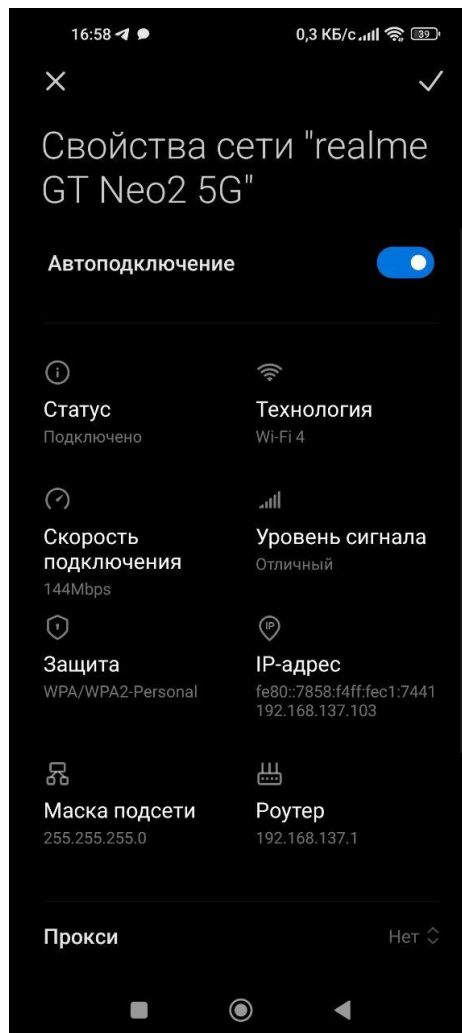 16:58 0,3 КБ/с 39
Свойства сети "realme
GT Neo2 5G"
Автоподключение
Статус
Подключено
Технология
Wi-Fi 4
Скорость
подключения
144Mbps
Уровень сигнала
Отличный
Защита
WPA/WPA2-Personal
IP-адрес
fe80::7858:f4ff:fec1:7441
192.168.137.103
Маска подсети
255.255.255.0
Роутер
192.168.137.1
Прокси Нет